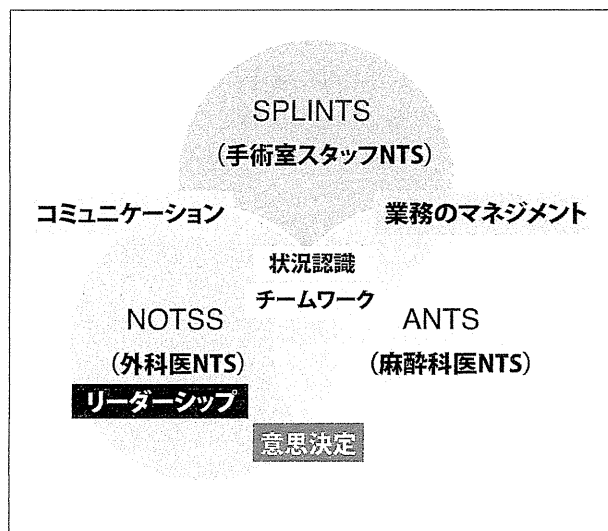 SPLINTS
（手術室スタッフNTS）
コミュニケーション
業務のマネジメント
状況認識
チームワーク
NOTSS
（外科医NTS）
リーダーシップ
ANTS
（麻酔科医NTS）
意思決定